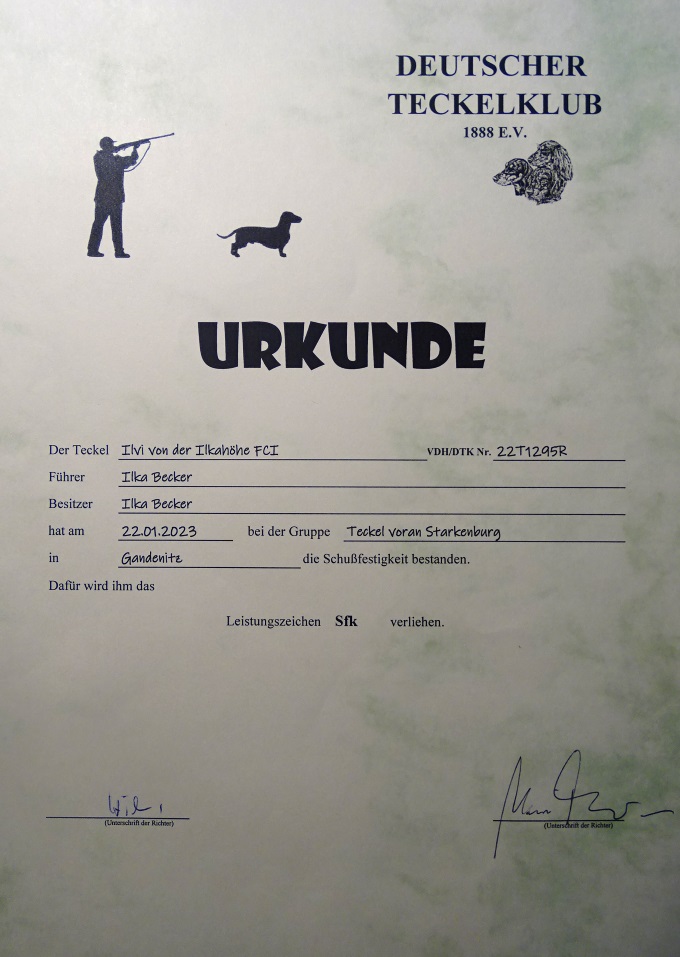 DEUTSCHER
TECKELKLUB
1888 E.V.
URKUNDE
Der Teckel Ilvi von der Ilkahöhe FCI VDH/DTK Nr. 22T1295R
Führer Ilka Becker
Besitzer Ilka Becker
hat am 22.01.2023 bei der Gruppe Teckel voran Starkenburg
in Gandenitz die Schußfestigkeit bestanden.
Dafür wird ihm das
Leistungszeichen Sfk verliehen.
(Unterschrift der Richter) (Unterschrift der Richter)